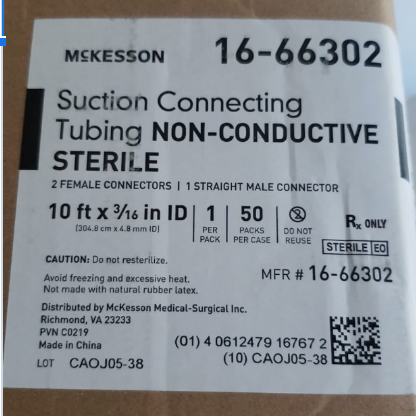 McKESSON 16-66302
Suction Connecting
Tubing NON-CONDUCTIVE
STERILE
2 FEMALE CONNECTORS | 1 STRAIGHT MALE CONNECTOR
10 ft x 3/16 in ID | 1 PER PACK | 50 PACKS PER CASE | 2 DO NOT REUSE Rx ONLY
(304.8 cm x 4.8 mm ID)
STERILE EO
CAUTION: Do not resterilize.
MFR # 16-66302
Avoid freezing and excessive heat.
Not made with natural rubber latex.
Distributed by McKesson Medical-Surgical Inc.
Richmond, VA 23233
PVN C0219
Made in China
(01) 4 0612479 16767 2
LOT CAOJ05-38
(10) CAOJ05-38